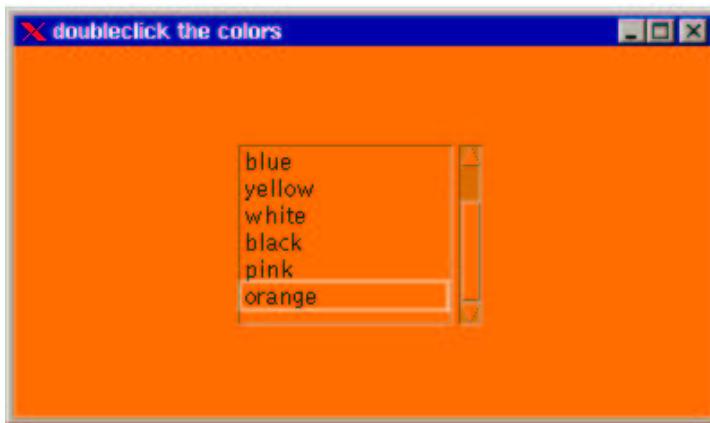 doubleclick the colors
blue
yellow
white
black
pink
orange